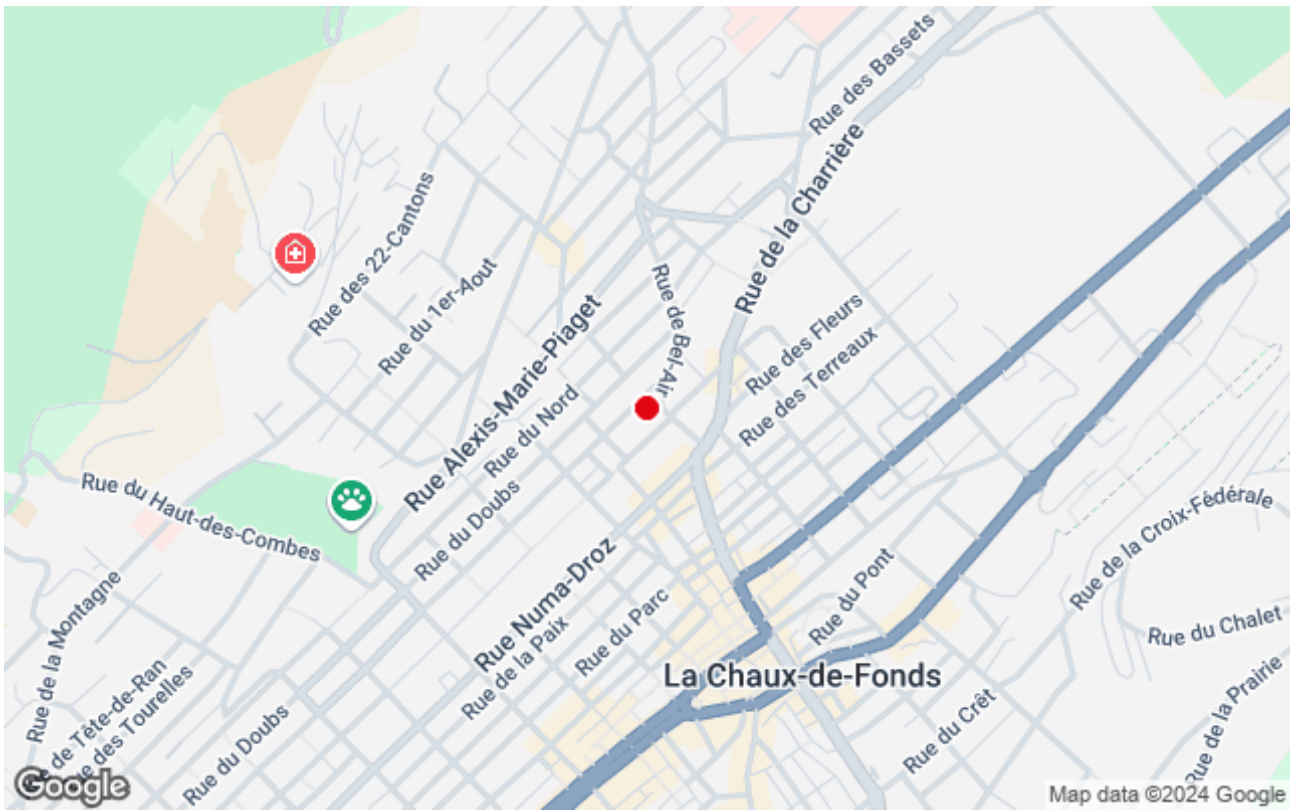 Rue des Bassets
Rue de la Charrière
Rue des 22-Cantons
Rue du 1er-Aout
Rue de Bel-Air
Rue Alexis-Marie-Piaget
Rue des Fleurs
Rue des Terreaux
Rue du Nord
Rue du Haut-des-Combes
Rue du Doubs
Rue Numa-Droz
Rue de la Croix-Fédérale
Rue du Pont
Rue du Parc
Rue de la Paix
Rue de la Montagne
Rue du Chalet
La Chaux-de-Fonds
de Tête-de-Ran
des Tourelles
Rue du Doubs
Rue du Crêt
Rue de la Prairie
Google
Map data ©2024 Google